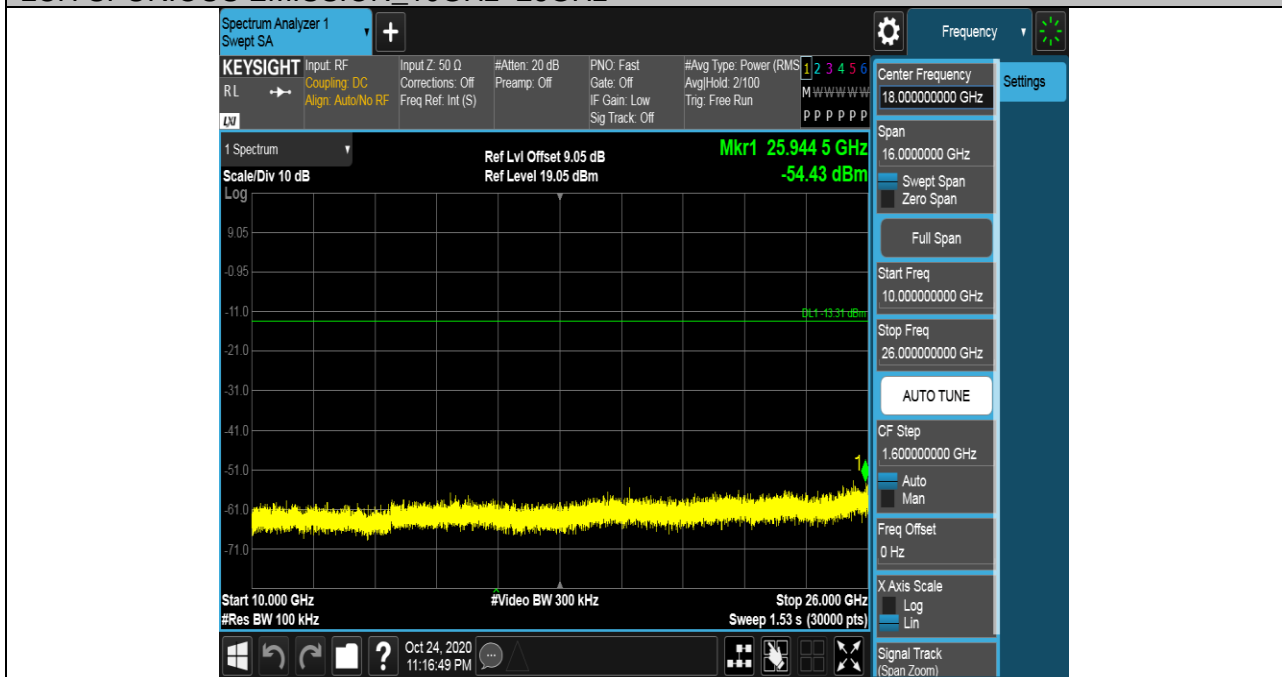 Spectrum Analyzer 1
Swept SA
+
Frequency
KEYSIGHT
RL
LXI
Input: RF
Coupling: DC
Align: Auto/No RF
Input Z: 50 Ω
Corrections: Off
Freq Ref: Int (S)
#Atten: 20 dB
Preamp: Off
PNO: Fast
Gate: Off
IF Gain: Low
Sig Track: Off
#Avg Type: Power (RMS
Avg|Hold: 2/100
Trig: Free Run
1 2 3 4 5 6
M W W W W W
P P P P P P
Center Frequency
18.000000000 GHz
Settings
Span
16.0000000 GHz
Swept Span
Zero Span
Full Span
Start Freq
10.000000000 GHz
Stop Freq
26.000000000 GHz
AUTO TUNE
CF Step
1.600000000 GHz
Auto
Man
Freq Offset
0 Hz
X Axis Scale
Log
Lin
Signal Track
(Span Zoom)
1 Spectrum
Ref Lvl Offset 9.05 dB
Mkr1 25.944 5 GHz
Scale/Div 10 dB
Ref Level 19.05 dBm
-54.43 dBm
Log
9.05
-0.95
-11.0
DL1 -13.31 dBm
-21.0
-31.0
-41.0
-51.0
1
-61.0
-71.0
Start 10.000 GHz
#Video BW 300 kHz
Stop 26.000 GHz
#Res BW 100 kHz
Sweep 1.53 s (30000 pts)
?
Oct 24, 2020
11:16:49 PM